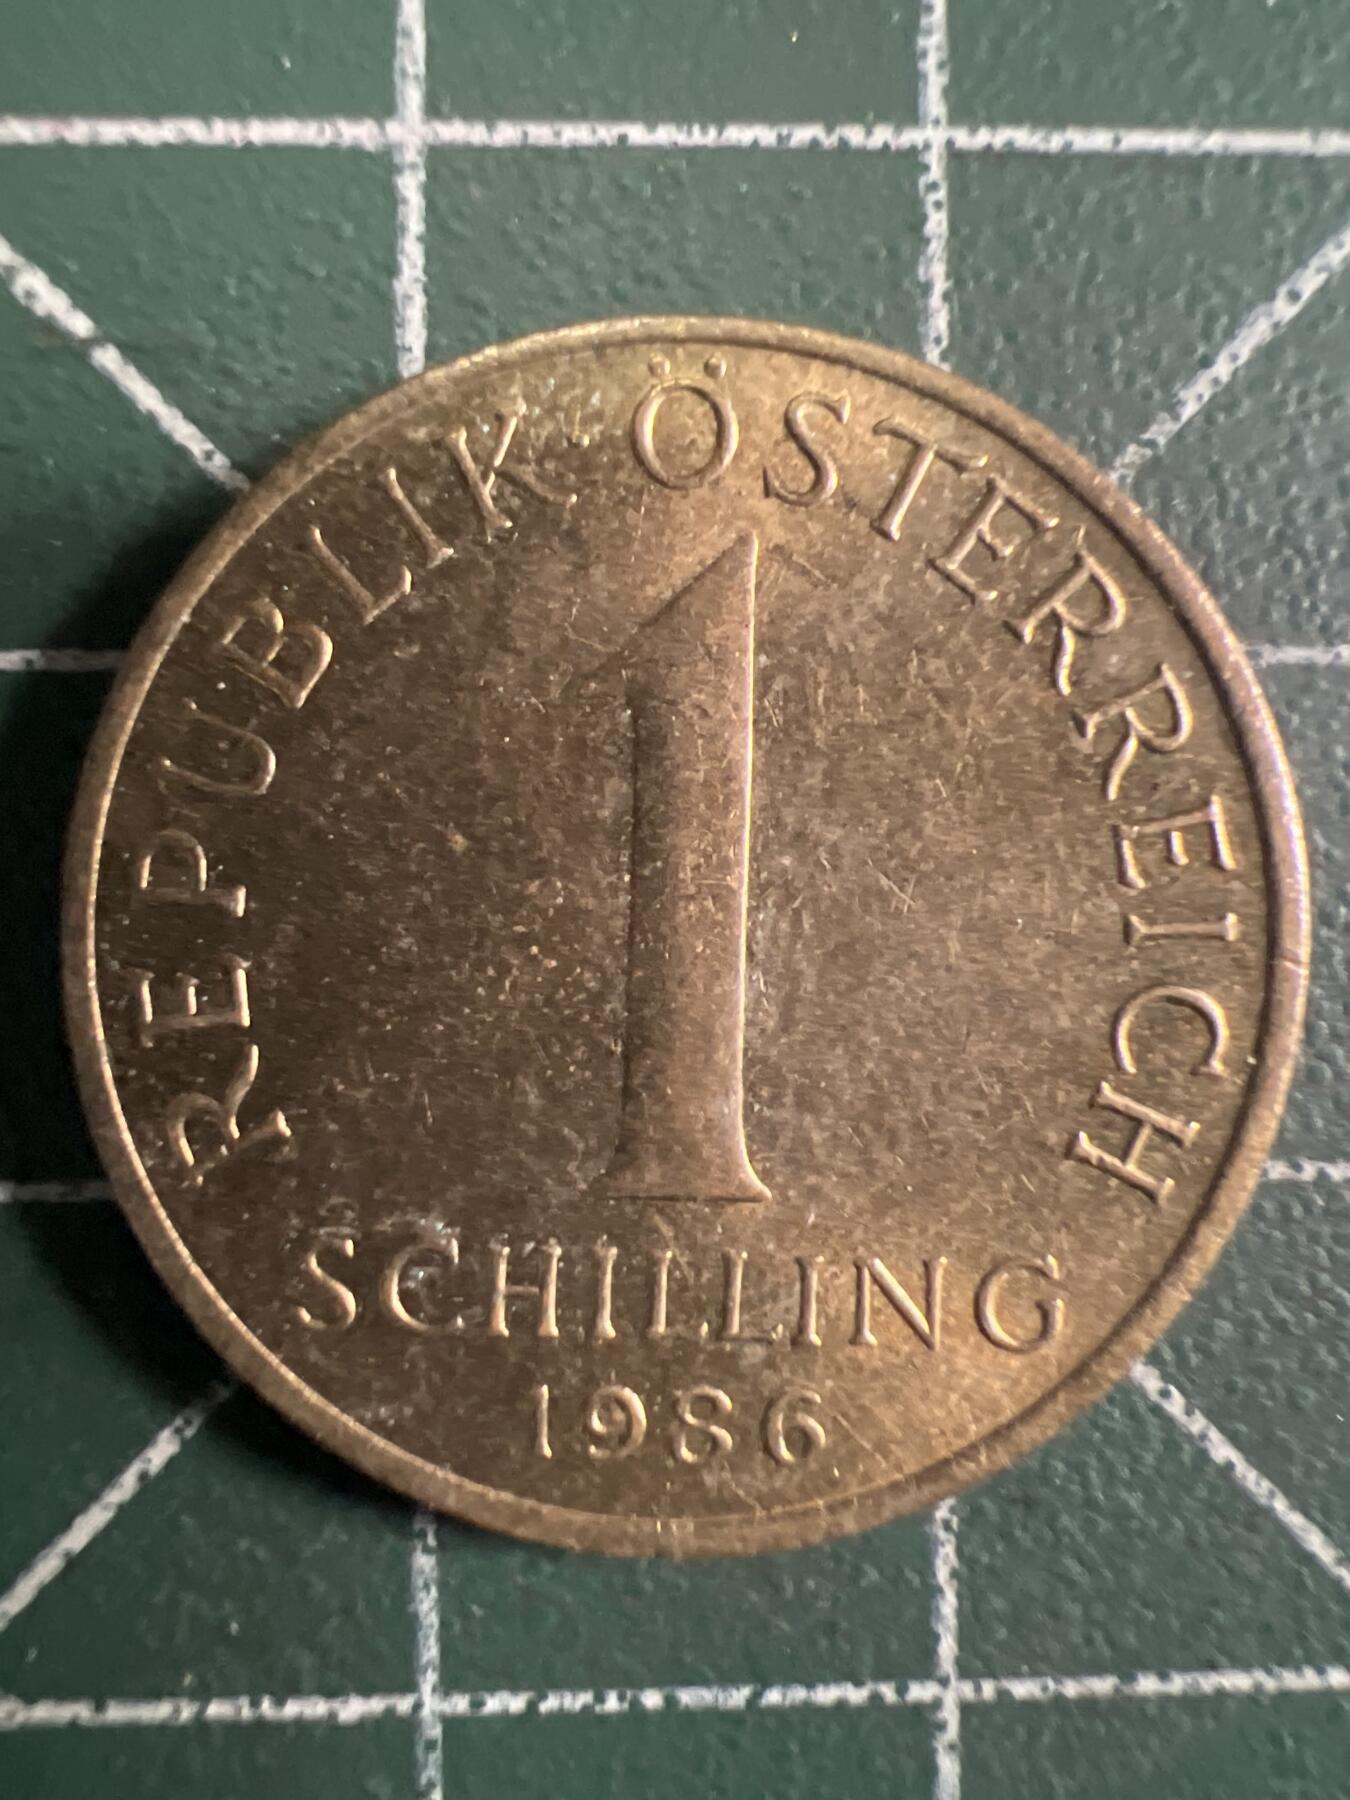 REPUBLIK ÖSTERREICH
1
SCHILLING
1986